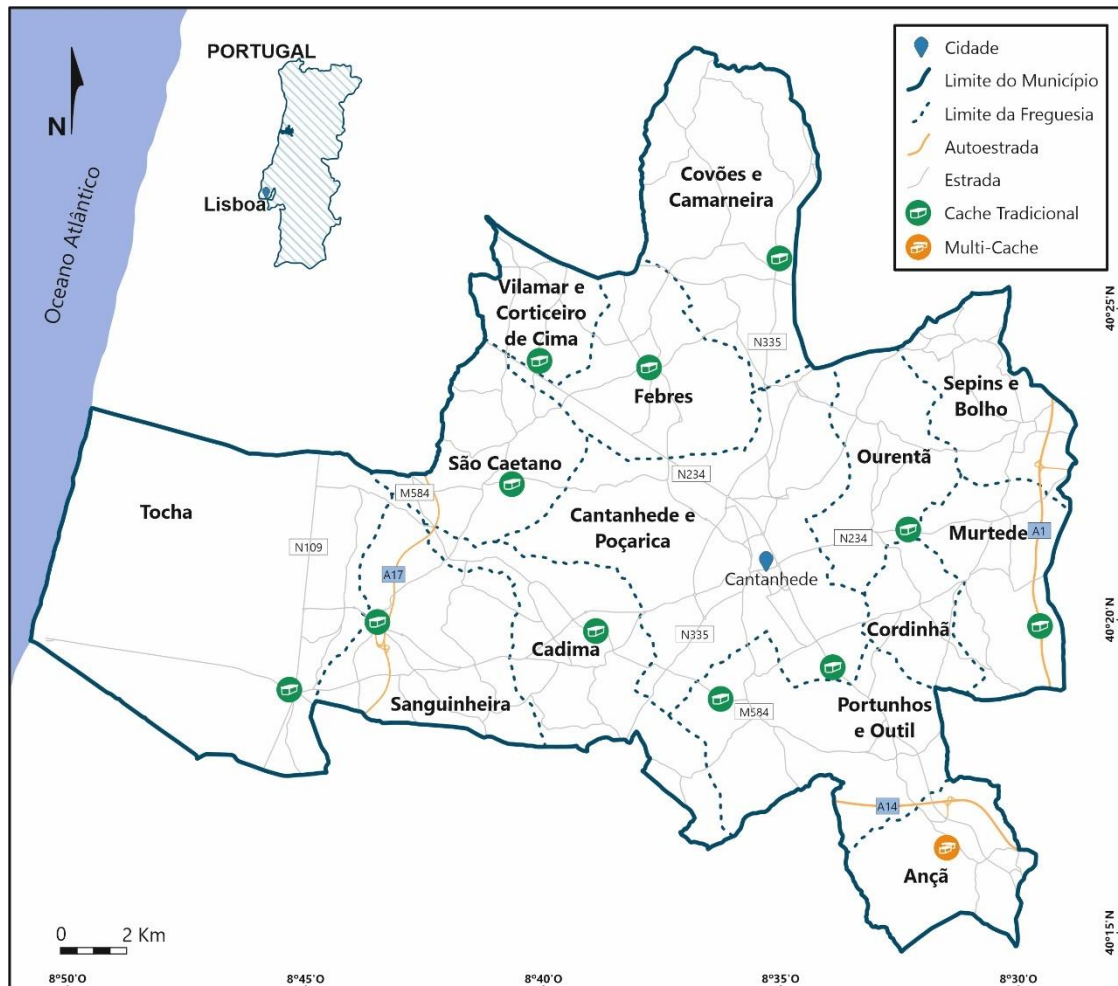 PORTUGAL
N
Lisboa
Oceano Atlântico
Cidade
Limite do Município
Limite da Freguesia
Autoestrada
Estrada
Cache Tradicional
Multi-Cache
Covões e
Camarneira
Vilamar e
Corticeiro
de Cima
N335
Febres
Sepins e
Bolho
São Caetano
Ourentã
M584
N234
Tocha
Cantanhede e
Poçarica
N109
N234
Murtede
A1
A17
Cantanhede
Cadima
N335
Cordinhã
Sanguinheira
M584
Portunhos
e Outil
A14
Ançã
0 2 Km
40°25'N
40°20'N
40°15'N
8°50'O
8°45'O
8°40'O
8°35'O
8°30'O